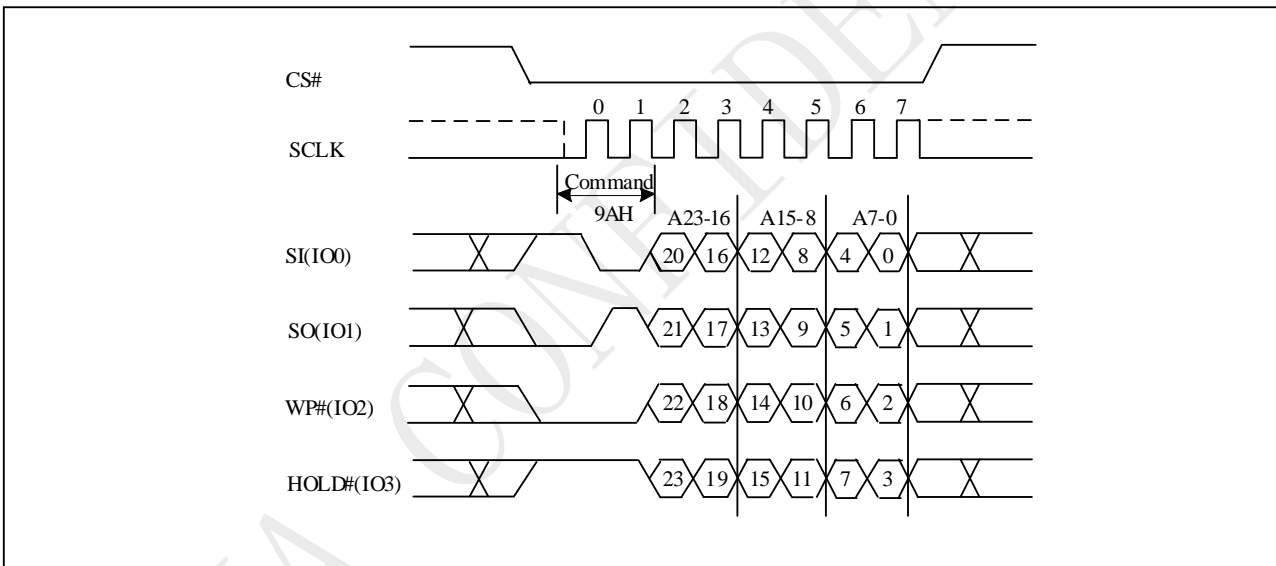 CS#
0 1 2 3 4 5 6 7
SCLK
Command
9AH
A23-16 A15-8 A7-0
SI(IO0) 20 16 12 8 4 0
SO(IO1) 21 17 13 9 5 1
WP#(IO2) 22 18 14 10 6 2
HOLD#(IO3) 23 19 15 11 7 3